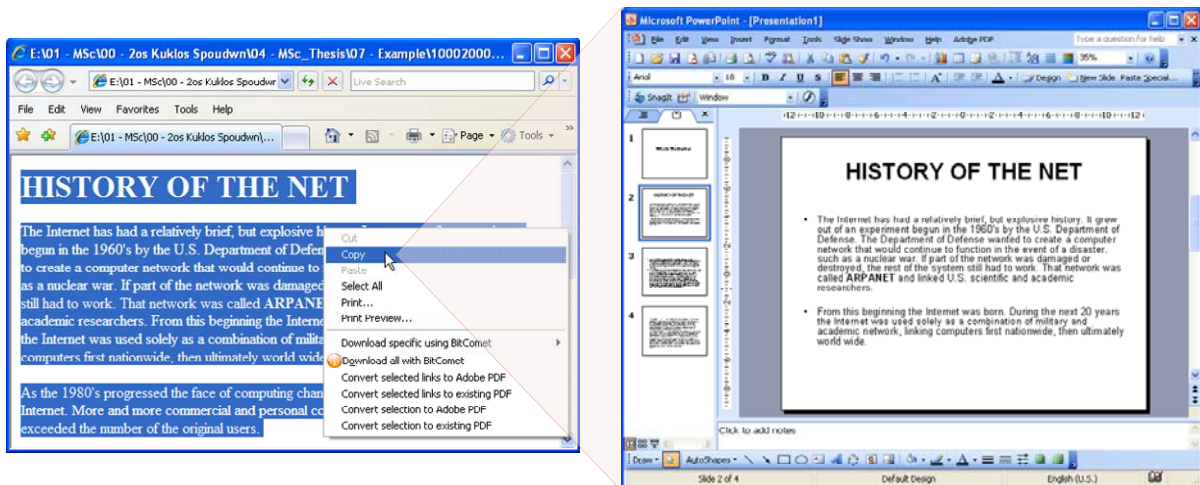 E:\01 - MSc\00 - 2os Kuklos Spoudwn\04 - MSc_Thesis\07 - Example\10002000...
E:\01 - MSc\00 - 2os Kuklos Spoudwr
Live Search
File Edit View Favorites Tools Help
E:\01 - MSc\00 - 2os Kuklos Spoudwn\...
Page Tools
HISTORY OF THE NET
The Internet has had a relatively brief, but explosive
begun in the 1960's by the U.S. Department of Defen
to create a computer network that would continue to
as a nuclear war. If part of the network was damaged
still had to work. That network was called ARPANE
academic researchers. From this beginning the Interne
the Internet was used solely as a combination of milita
computers first nationwide, then ultimately world wide
As the 1980's progressed the face of computing chan
Internet. More and more commercial and personal co
exceeded the number of the original users.
Cut
Copy
Paste
Select All
Print...
Print Preview...
Download specific using BitComet
Download all with BitComet
Convert selected links to Adobe PDF
Convert selected links to existing PDF
Convert selection to Adobe PDF
Convert selection to existing PDF
Microsoft PowerPoint - [Presentation1]
File Edit View Insert Format Tools Slide Show Window Help Adobe PDF
Type a question for help
35%
Arial 18 B I U S
Design New Slide Paste Special...
SnagIt Window
1
2
3
4
HISTORY OF THE NET
• The Internet has had a relatively brief, but explosive history. It grew
out of an experiment begun in the 1960's by the U.S. Department of
Defense. The Department of Defense wanted to create a computer
network that would continue to function in the event of a disaster,
such as a nuclear war. If part of the network was damaged or
destroyed, the rest of the system still had to work. That network was
called ARPANET and linked U.S. scientific and academic
researchers.
• From this beginning the Internet was born. During the next 20 years
the Internet was used solely as a combination of military and
academic network, linking computers first nationwide, then ultimately
world wide.
Click to add notes
Draw AutoShapes
Slide 2 of 4 Default Design English (U.S.)